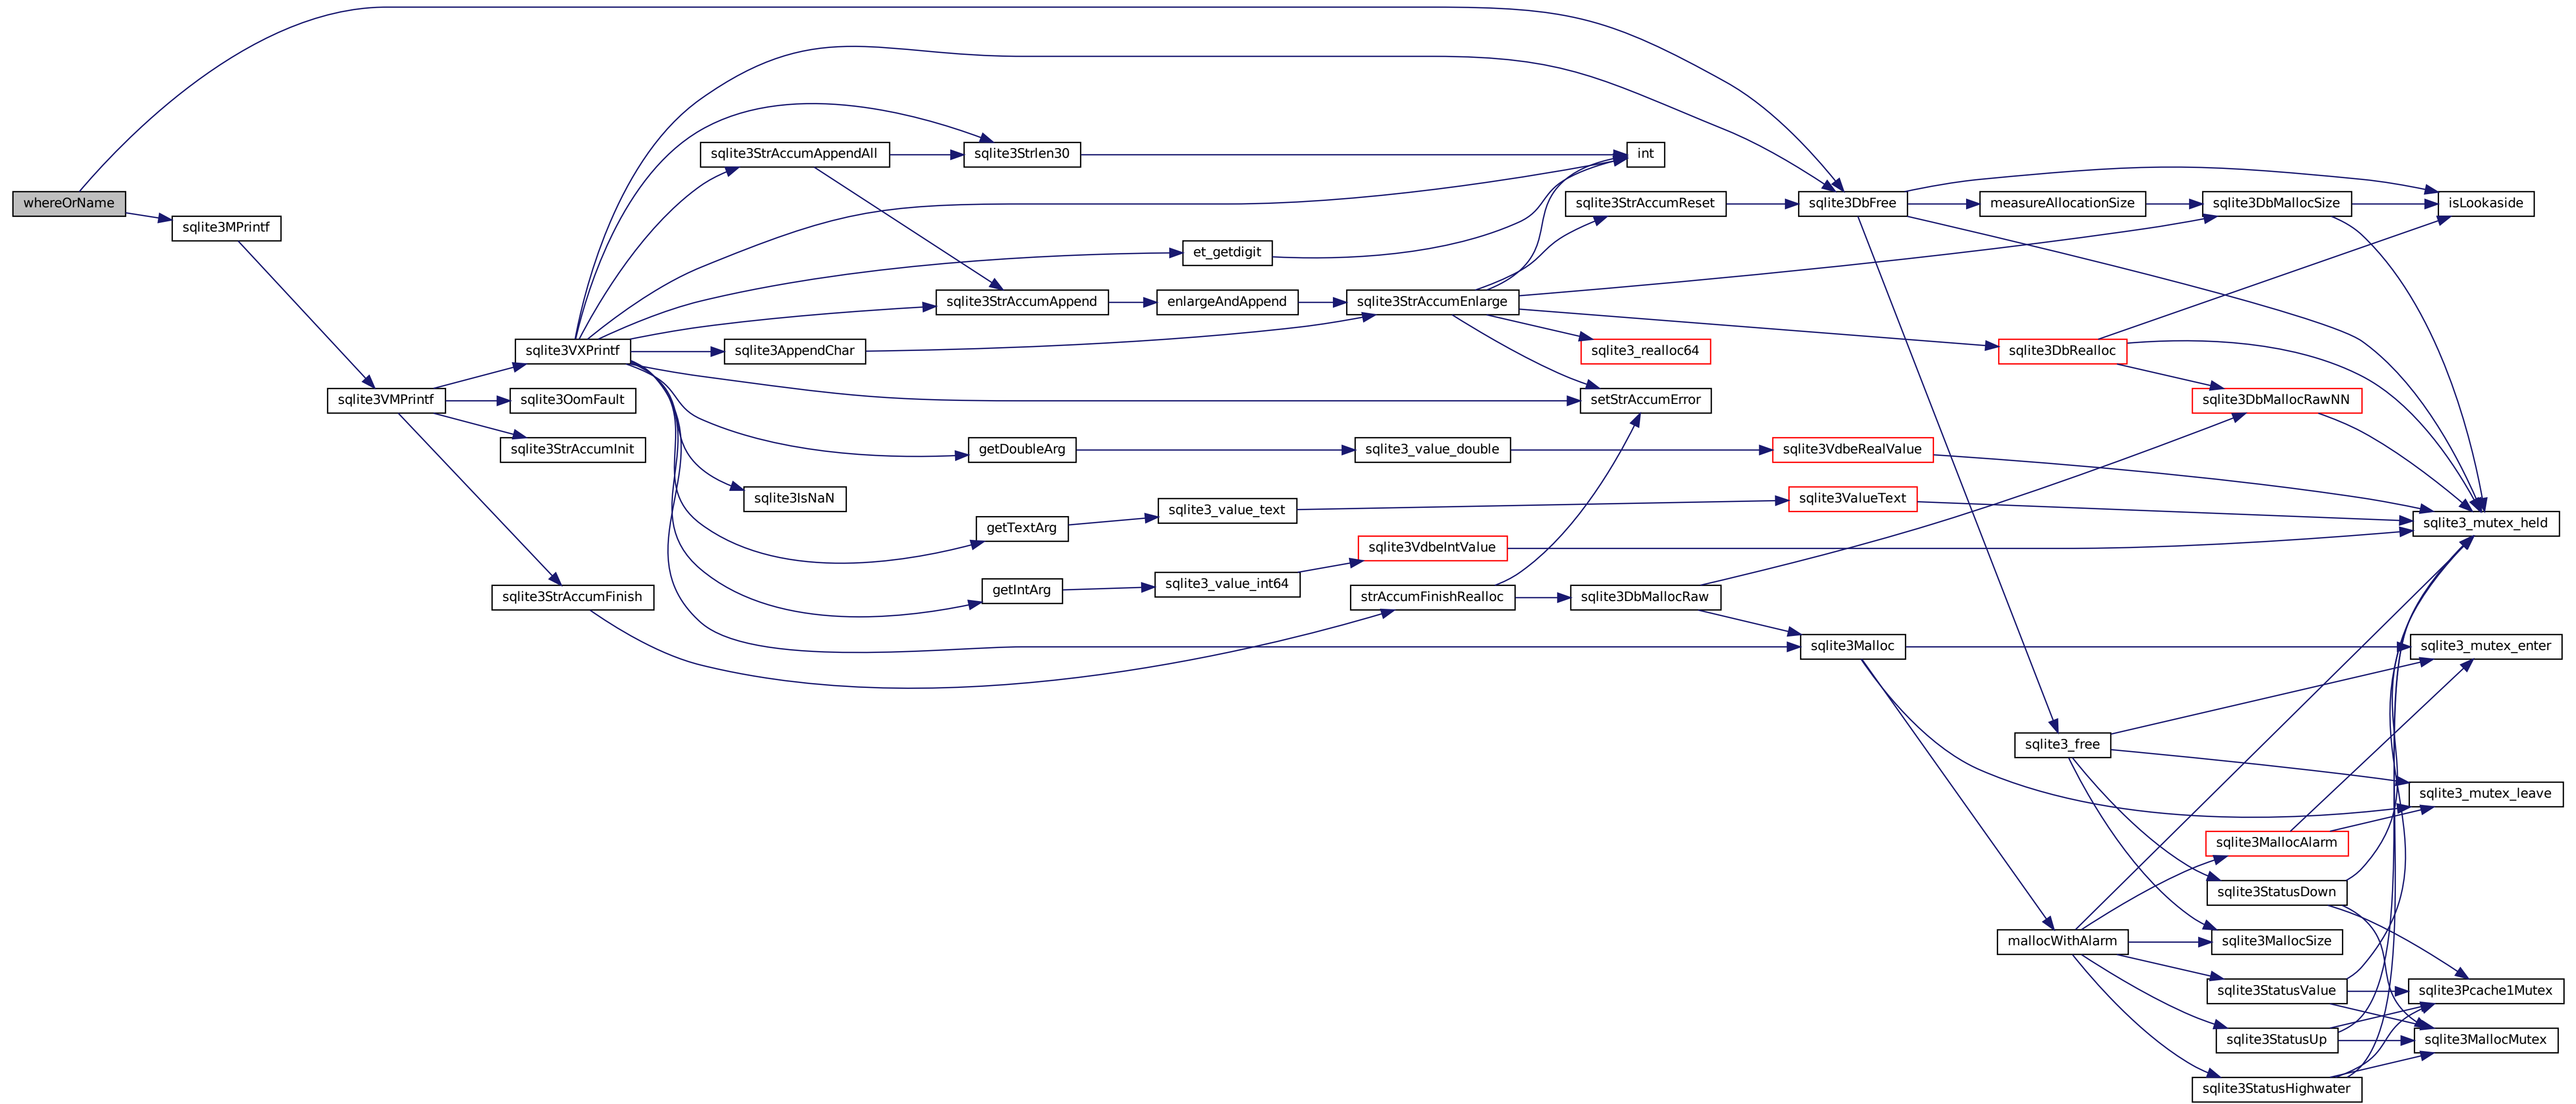 whereOrName
sqlite3MPrintf
sqlite3VMPrintf
sqlite3VXPrintf
sqlite3OomFault
sqlite3StrAccumInit
sqlite3StrAccumFinish
sqlite3StrAccumAppendAll
sqlite3AppendChar
sqlite3IsNaN
sqlite3Strlen30
sqlite3StrAccumAppend
getDoubleArg
getTextArg
getIntArg
et_getdigit
enlargeAndAppend
sqlite3_value_text
sqlite3_value_int64
sqlite3StrAccumEnlarge
sqlite3_value_double
sqlite3VdbeIntValue
strAccumFinishRealloc
int
sqlite3StrAccumReset
sqlite3_realloc64
setStrAccumError
sqlite3DbMallocRaw
sqlite3DbFree
sqlite3VdbeRealValue
sqlite3ValueText
sqlite3Malloc
measureAllocationSize
sqlite3DbRealloc
sqlite3_free
mallocWithAlarm
sqlite3DbMallocSize
sqlite3DbMallocRawNN
sqlite3MallocAlarm
sqlite3StatusDown
sqlite3MallocSize
sqlite3StatusValue
sqlite3StatusUp
sqlite3StatusHighwater
isLookaside
sqlite3_mutex_held
sqlite3_mutex_enter
sqlite3_mutex_leave
sqlite3Pcache1Mutex
sqlite3MallocMutex